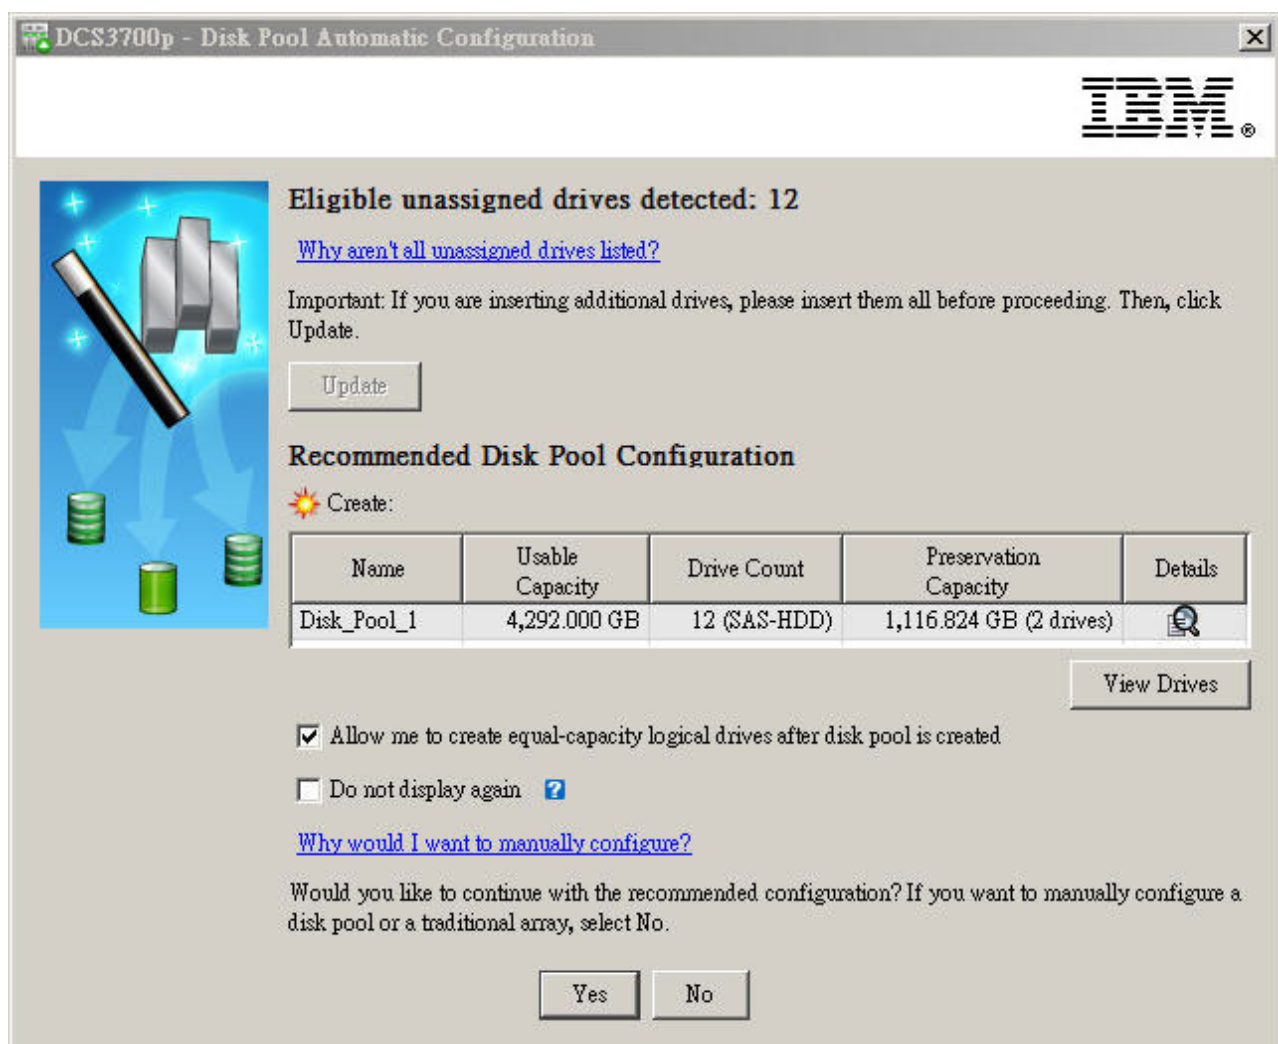 DCS3700p - Disk Pool Automatic Configuration
IBM®
Eligible unassigned drives detected: 12
Why aren't all unassigned drives listed?
Important: If you are inserting additional drives, please insert them all before proceeding. Then, click
Update.
Update
Recommended Disk Pool Configuration
Create:
Name Usable Capacity Drive Count Preservation Capacity Details
Disk_Pool_1 4,292.000 GB 12 (SAS-HDD) 1,116.824 GB (2 drives)
View Drives
Allow me to create equal-capacity logical drives after disk pool is created
Do not display again ?
Why would I want to manually configure?
Would you like to continue with the recommended configuration? If you want to manually configure a
disk pool or a traditional array, select No.
Yes No